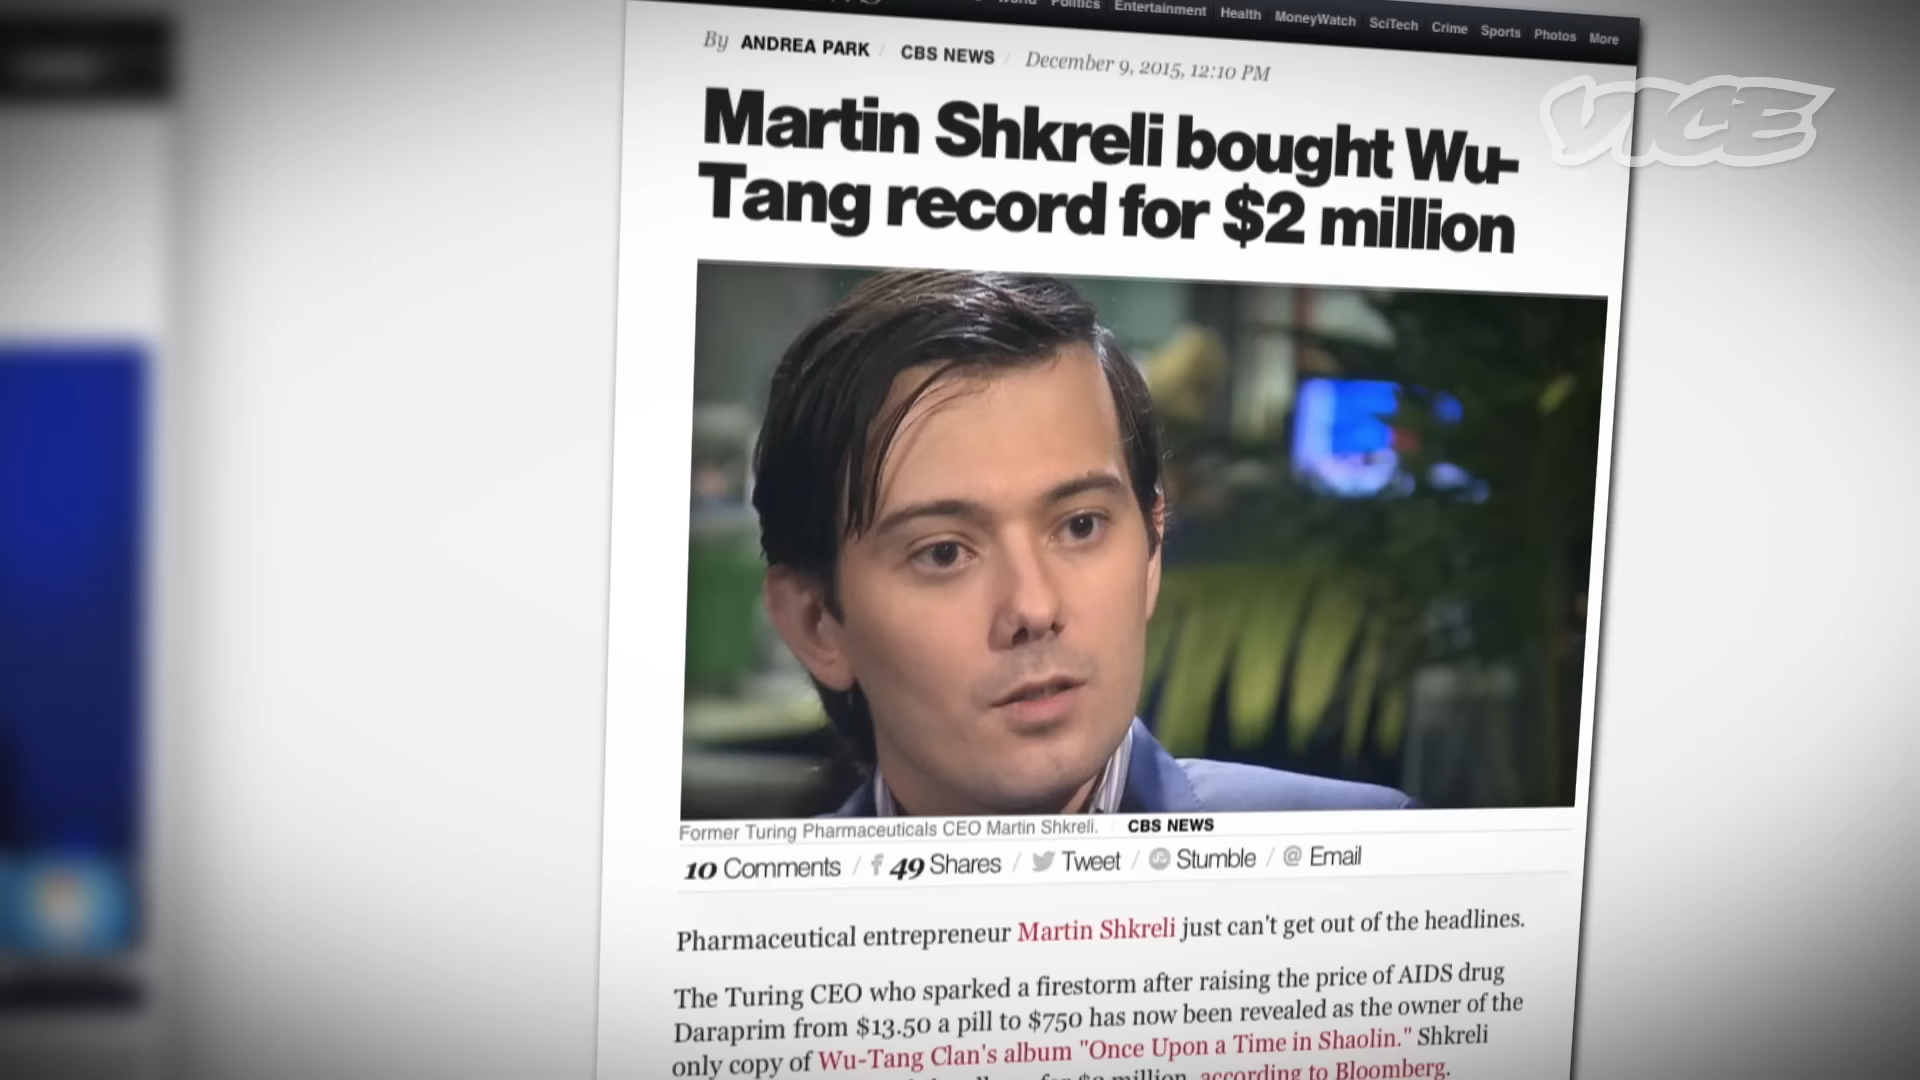 Politics Entertainment Health MoneyWatch SciTech Crime Sports Photos More
By ANDREA PARK / CBS NEWS / December 9, 2015, 12:10 PM
VICE
Martin Shkreli bought Wu-
Tang record for $2 million
Former Turing Pharmaceuticals CEO Martin Shkreli. / CBS NEWS
10 Comments / f 49 Shares / Tweet / Stumble / @ Email
Pharmaceutical entrepreneur Martin Shkreli just can't get out of the headlines.
The Turing CEO who sparked a firestorm after raising the price of AIDS drug
Daraprim from $13.50 a pill to $750 has now been revealed as the owner of the
only copy of Wu-Tang Clan's album "Once Upon a Time in Shaolin." Shkreli
million, according to Bloomberg.